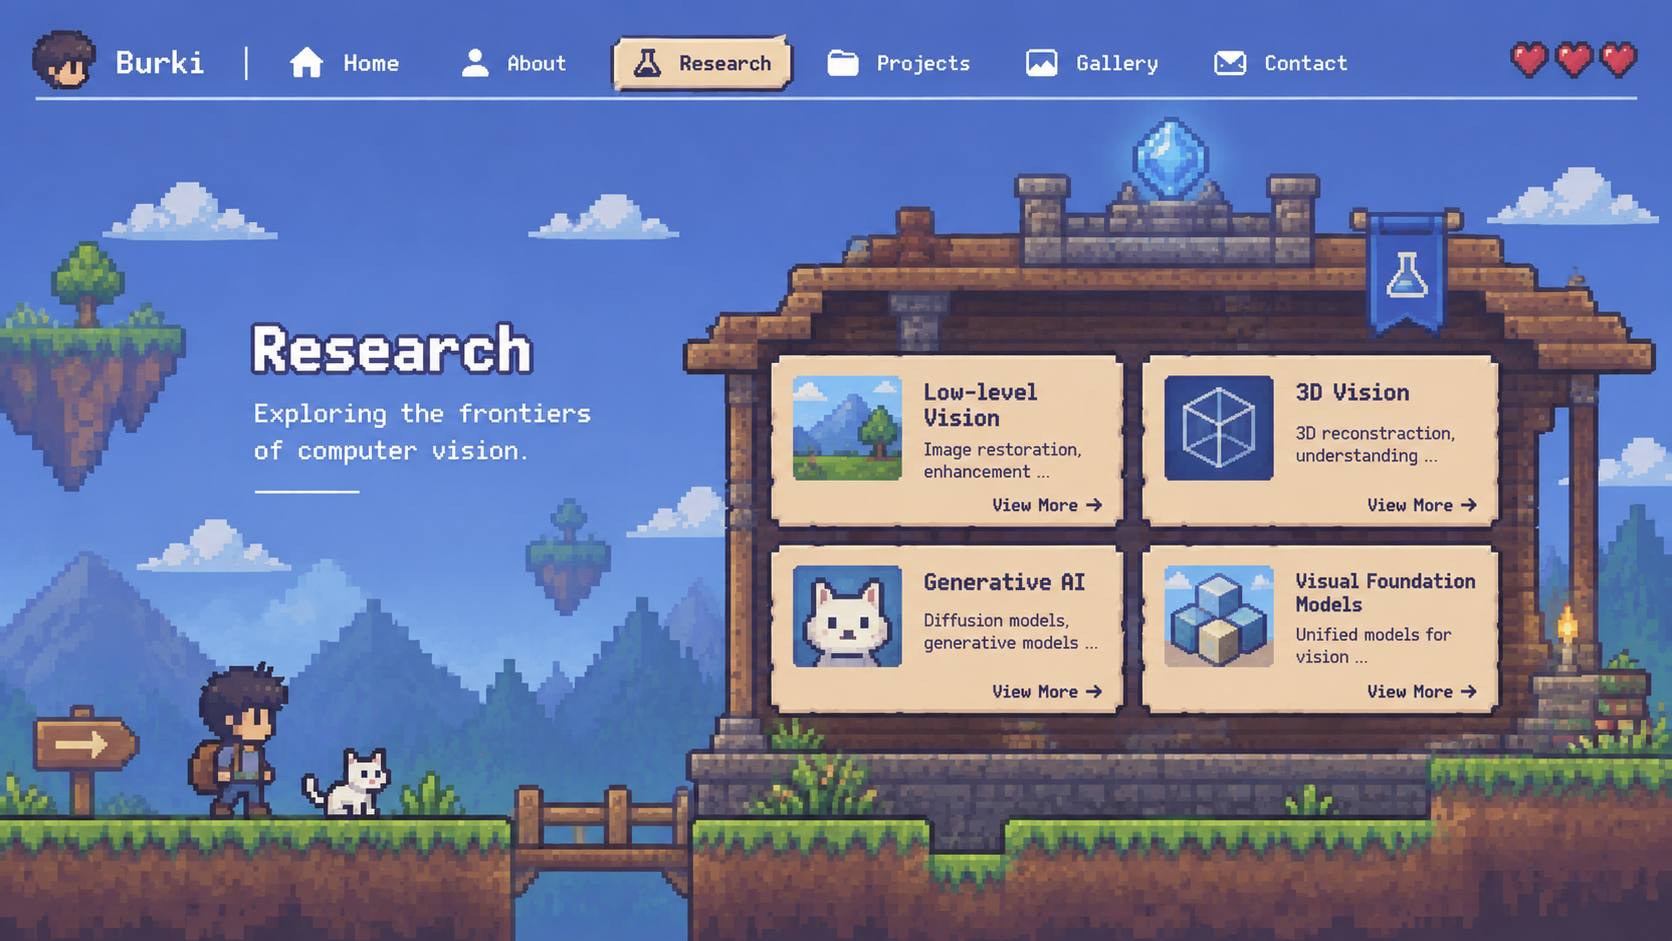 Burki
Home
About
Research
Projects
Gallery
Contact
Research
Exploring the frontiers
of computer vision.
Low-level
Vision
Image restoration,
enhancement ...
View More →
3D Vision
3D reconstraction,
understanding ...
View More →
Generative AI
Diffusion models,
generative models ...
View More →
Visual Foundation
Models
Unified models for
vision ...
View More →